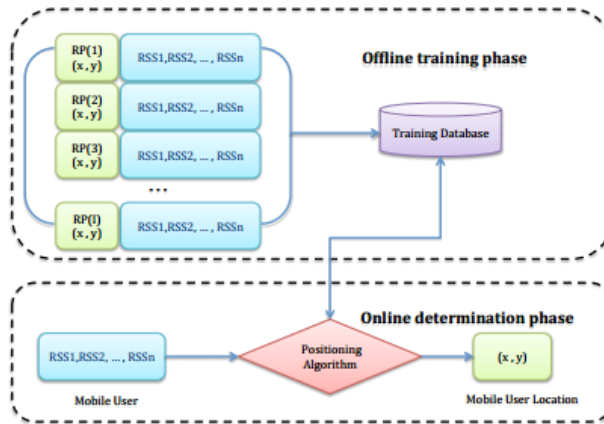 RP(1)
(x , y)
RSS1,RSS2, ... , RSSn
Offline training phase
RP(2)
(x , y)
RSS1,RSS2, ... , RSSn
Training Database
RP(3)
(x , y)
RSS1,RSS2, ... , RSSn
...
RP(I)
(x , y)
RSS1,RSS2, ... , RSSn
Online determination phase
RSS1,RSS2, ... , RSSn
Positioning
Algorithm
(x , y)
Mobile User
Mobile User Location